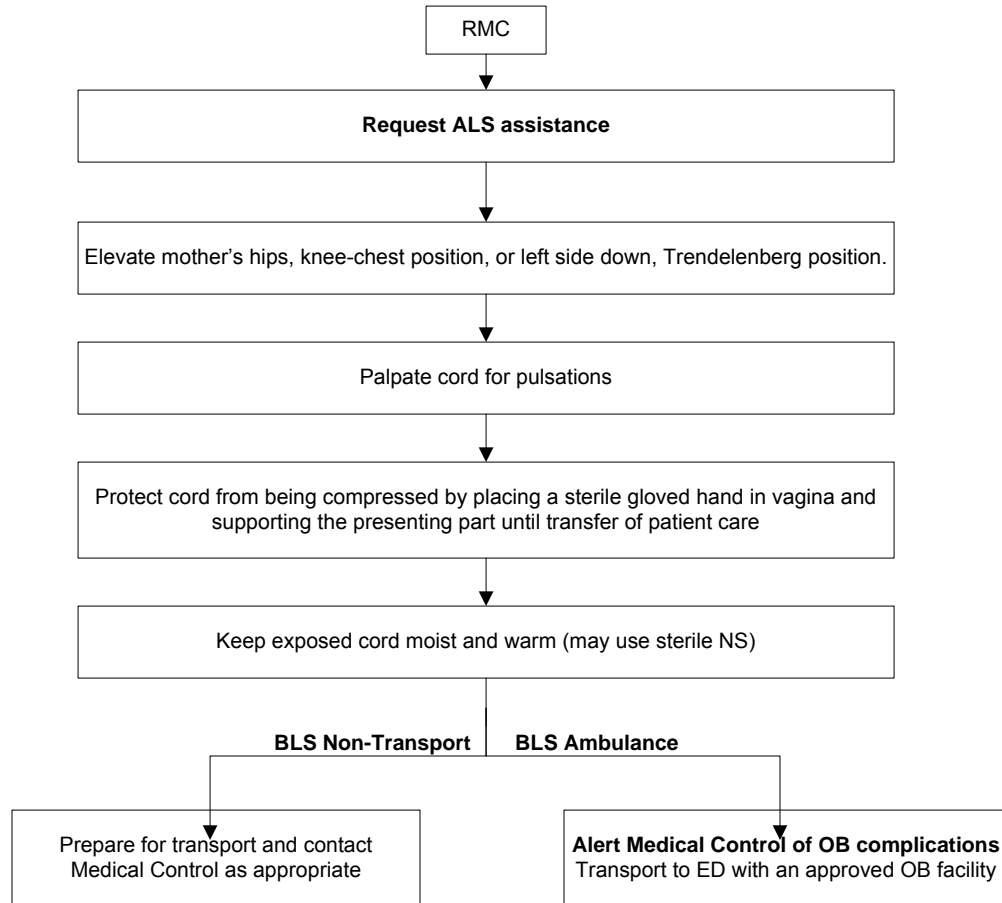 RMC
Request ALS assistance
Elevate mother’s hips, knee-chest position, or left side down, Trendelenberg position.
Palpate cord for pulsations
Protect cord from being compressed by placing a sterile gloved hand in vagina and
supporting the presenting part until transfer of patient care
Keep exposed cord moist and warm (may use sterile NS)
BLS Non-Transport
BLS Ambulance
Prepare for transport and contact
Medical Control as appropriate
Alert Medical Control of OB complications
Transport to ED with an approved OB facility